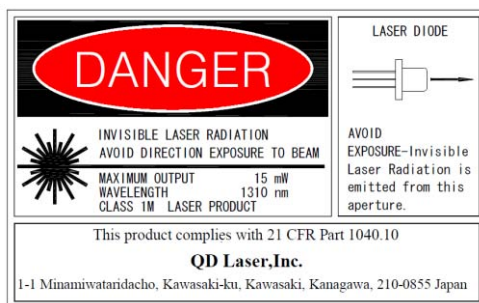 DANGER
INVISIBLE LASER RADIATION
AVOID DIRECTION EXPOSURE TO BEAM
MAXIMUM OUTPUT 15 mW
WAVELENGTH 1310 nm
CLASS 1M LASER PRODUCT
LASER DIODE
AVOID
EXPOSURE-Invisible
Laser Radiation is
emitted from this
aperture.
This product complies with 21 CFR Part 1040.10
QD Laser,Inc.
1-1 Minamiwataridacho, Kawasaki-ku, Kawasaki, Kanagawa, 210-0855 Japan